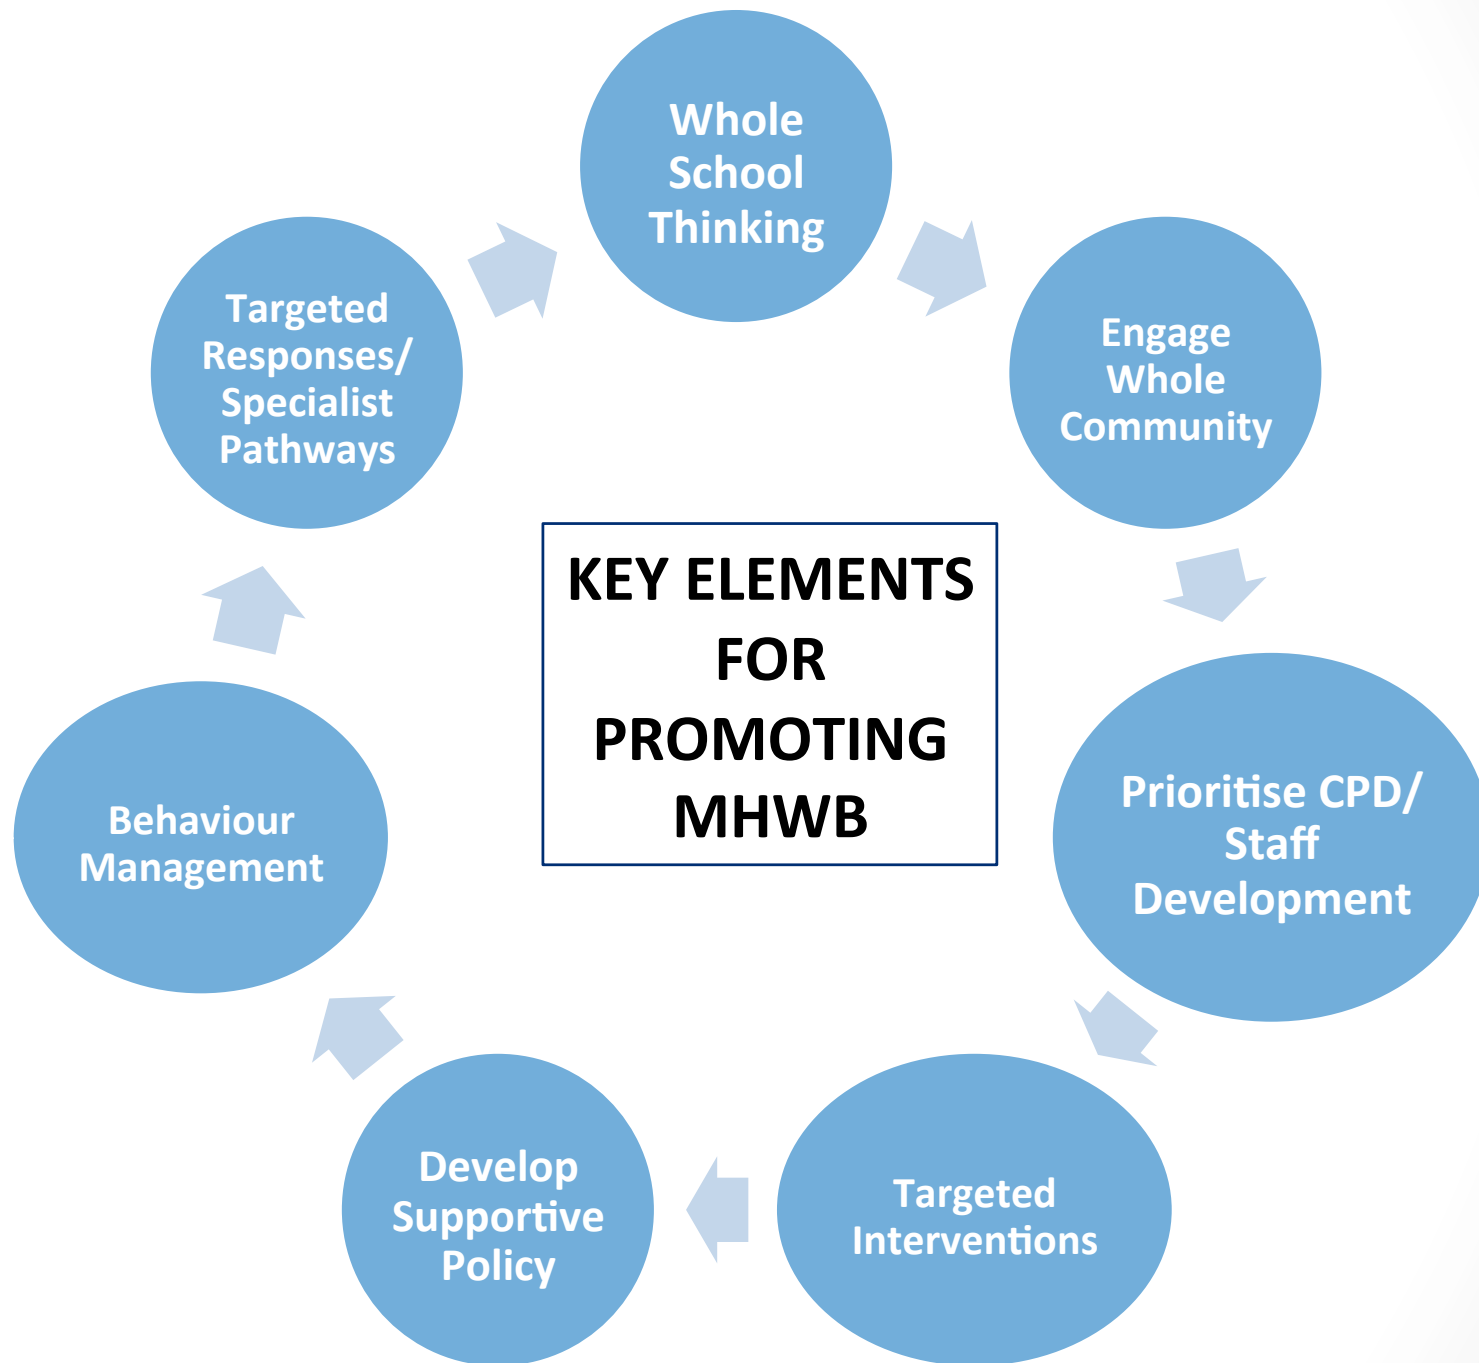 Whole
School
Thinking
Engage
Whole
Community
Prioritise CPD/
Staff
Development
Targeted
Interventions
Develop
Supportive
Policy
Behaviour
Management
Targeted
Responses/
Specialist
Pathways
KEY ELEMENTS
FOR
PROMOTING
MHWB